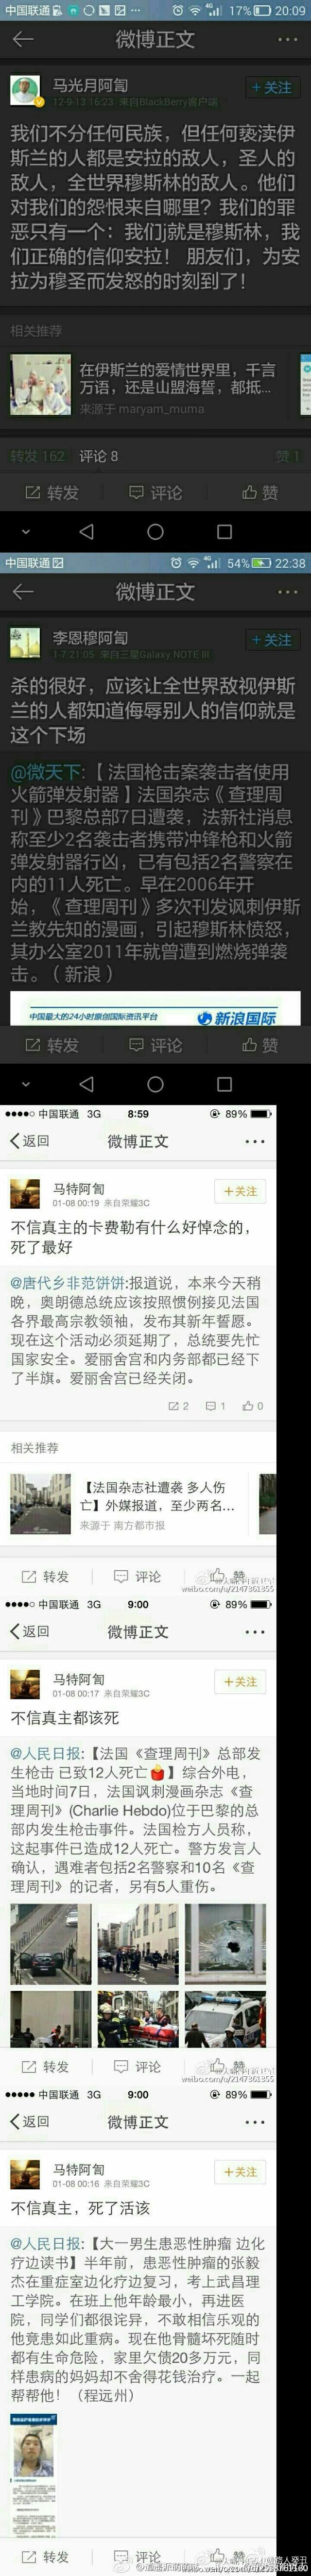 中国联通 4G 17% 20:09
微博正文
马光月阿訇
+关注
12-9-13 16:23 来自BlackBerry客户端
我们不分任何民族，但任何亵渎伊
斯兰的人都是安拉的敌人，圣人的
敌人，全世界穆斯林的敌人。他们
对我们的怨恨来自哪里？我们的罪
恶只有一个：我们j就是穆斯林，我
们正确的信仰安拉！ 朋友们，为安
拉为穆圣而发怒的时刻到了！
相关推荐
在伊斯兰的爱情世界里，千言
万语，还是山盟海誓，都抵...
来源于 maryam_muma
转发 162 评论 8 赞 1
转发 评论 赞
中国联通 4G 54% 22:38
微博正文
李恩穆阿訇
+关注
1-7 21:05 来自三星Galaxy NOTE III
杀的很好，应该让全世界敌视伊斯
兰的人都知道侮辱别人的信仰就是
这个下场
@微天下:【法国枪击案袭击者使用
火箭弹发射器】法国杂志《查理周
刊》巴黎总部7日遭袭，法新社消息
称至少2名袭击者携带冲锋枪和火箭
弹发射器行凶，已有包括2名警察在
内的11人死亡。早在2006年开
始，《查理周刊》多次刊发讽刺伊斯
兰教先知的漫画，引起穆斯林愤怒，
其办公室2011年就曾遭到燃烧弹袭
击。（新浪）
中国最大的24小时原创国际资讯平台 新浪国际
转发 评论 赞
中国联通 3G 8:59 89%
返回 微博正文
马特阿訇
+关注
01-08 00:19 来自荣耀3C
不信真主的卡费勒有什么好悼念的，
死了最好
@唐代乡非范饼饼:报道说，本来今天稍
晚，奥朗德总统应该按照惯例接见法国
各界最高宗教领袖，发布其新年誓愿。
现在这个活动必须延期了，总统要先忙
国家安全。爱丽舍宫和内务部都已经下
了半旗。爱丽舍宫已经关闭。
2 1 0
相关推荐
【法国杂志社遭袭 多人伤
亡】外媒报道，至少两名...
来源于 南方都市报
转发 评论 赞
weibo.com/u/2147361355
中国联通 3G 9:00 89%
返回 微博正文
马特阿訇
+关注
01-08 00:17 来自荣耀3C
不信真主都该死
@人民日报:【法国《查理周刊》总部发
生枪击 已致12人死亡】综合外电，
当地时间7日，法国讽刺漫画杂志《查
理周刊》(Charlie Hebdo)位于巴黎的总
部内发生枪击事件。法国检方人员称，
这起事件已造成12人死亡。警方发言人
确认，遇难者包括2名警察和10名《查
理周刊》的记者，另有5人重伤。
转发 评论 赞
中国联通 3G 9:00 89%
返回 微博正文
马特阿訇
+关注
01-08 00:16 来自荣耀3C
不信真主，死了活该
@人民日报:【大一男生患恶性肿瘤 边化
疗边读书】半年前，患恶性肿瘤的张毅
杰在重症室边化疗边复习，考上武昌理
工学院。在班上他年龄最小，再进医
院，同学们都很诧异，不敢相信乐观的
他竟患如此重病。现在他骨髓坏死随时
都有生命危险，家里欠债20多万元，同
样患病的妈妈却不舍得花钱治疗。一起
帮帮他！（程远州）
转发 评论 赞